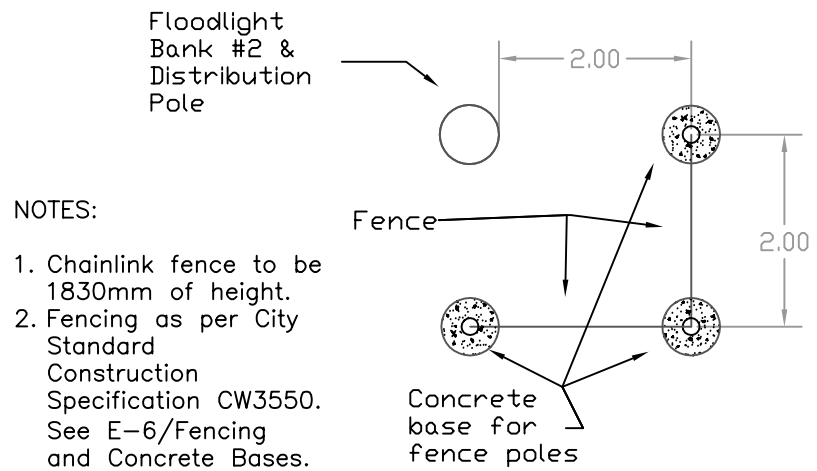 Floodlight
Bank #2 &
Distribution
Pole
2.00
NOTES:
Fence
2.00
1. Chainlink fence to be
1830mm of height.
2. Fencing as per City
Standard
Construction
Specification CW3550.
See E-6/Fencing
and Concrete Bases.
Concrete
base for
fence poles